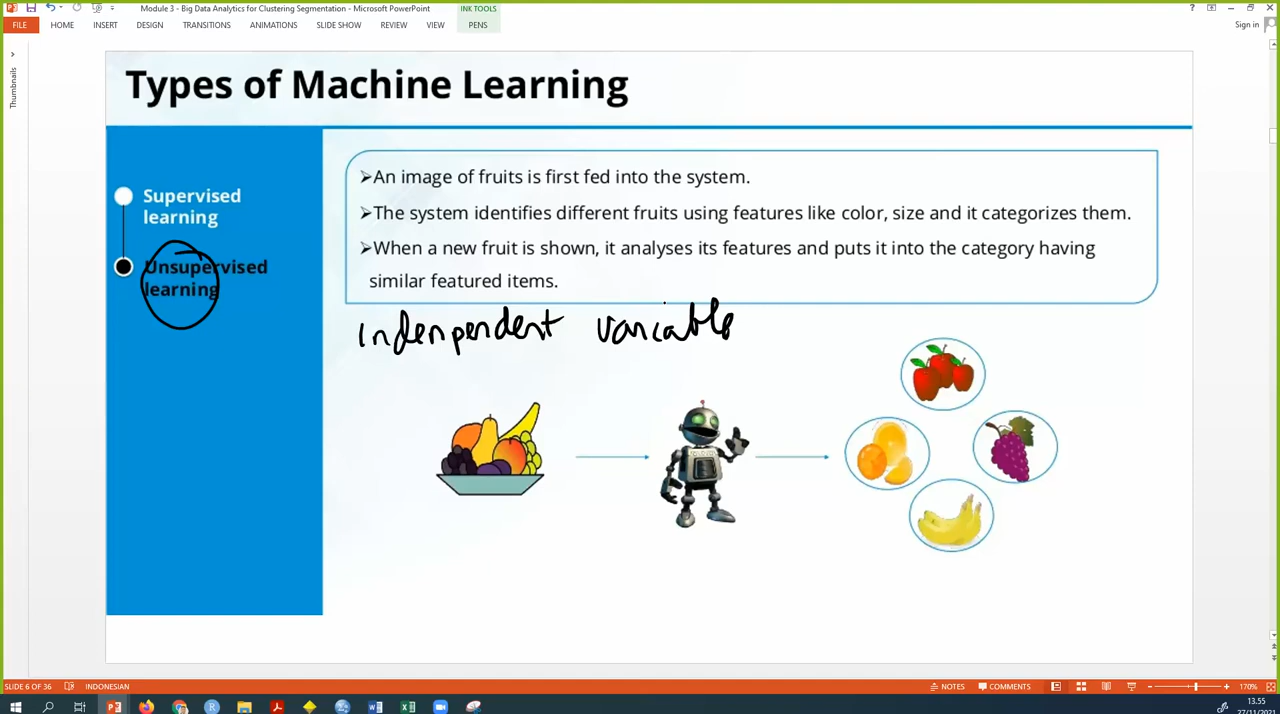 Module 3 - Big Data Analytics for Clustering Segmentation - Microsoft PowerPoint
INK TOOLS
Sign in
FILE HOME INSERT DESIGN TRANSITIONS ANIMATIONS SLIDE SHOW REVIEW VIEW PENS
Thumbnails
Types of Machine Learning
Supervised
learning
Unsupervised
learning
➢An image of fruits is first fed into the system.
➢The system identifies different fruits using features like color, size and it categorizes them.
➢When a new fruit is shown, it analyses its features and puts it into the category having
similar featured items.
indenpendent variable
SLIDE 6 OF 36 INDONESIAN NOTES COMMENTS 170%
13.55
27/11/2021